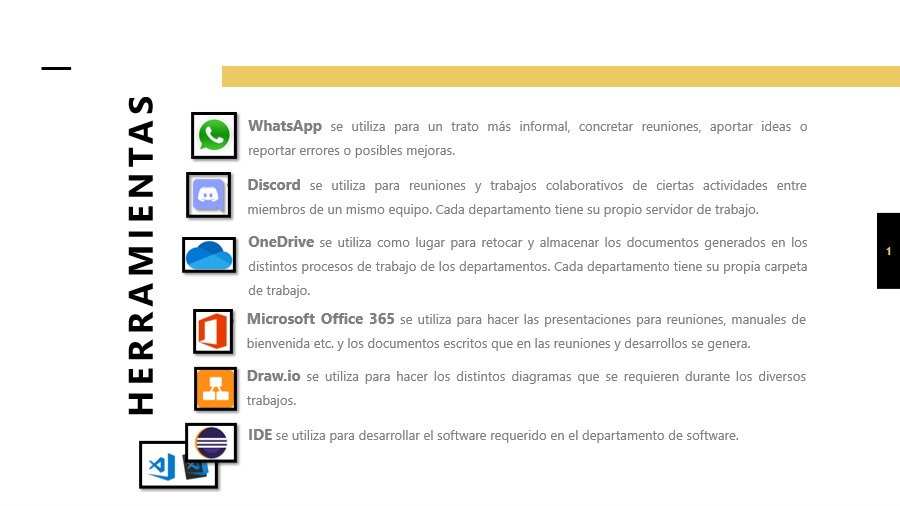 HERRAMIENTAS
WhatsApp se utiliza para un trato más informal, concretar reuniones, aportar ideas o
reportar errores o posibles mejoras.
Discord se utiliza para reuniones y trabajos colaborativos de ciertas actividades entre
miembros de un mismo equipo. Cada departamento tiene su propio servidor de trabajo.
OneDrive se utiliza como lugar para retocar y almacenar los documentos generados en los
distintos procesos de trabajo de los departamentos. Cada departamento tiene su propia carpeta
de trabajo.
Microsoft Office 365 se utiliza para hacer las presentaciones para reuniones, manuales de
bienvenida etc. y los documentos escritos que en las reuniones y desarrollos se genera.
Draw.io se utiliza para hacer los distintos diagramas que se requieren durante los diversos
trabajos.
IDE se utiliza para desarrollar el software requerido en el departamento de software.
1